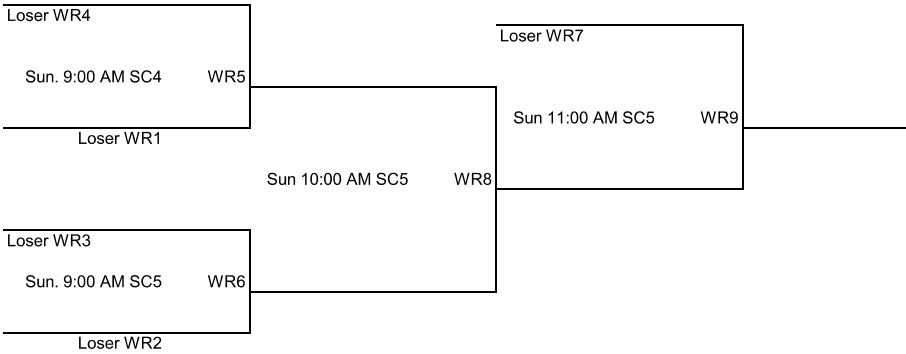 Loser WR4
Sun. 9:00 AM SC4 WR5
Loser WR1
Loser WR7
Sun 11:00 AM SC5 WR9
Sun 10:00 AM SC5 WR8
Loser WR3
Sun. 9:00 AM SC5 WR6
Loser WR2